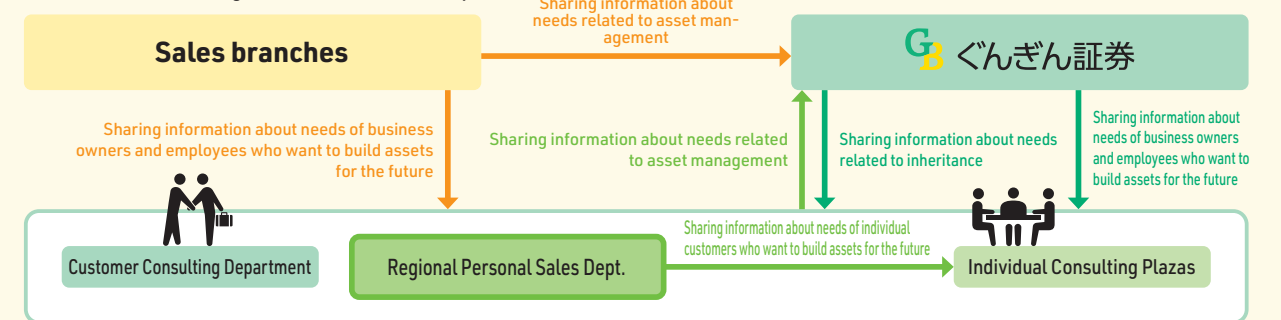 Sharing information about
needs related to asset man-
agement
Sales branches
GB ぐんぎん証券
Sharing information about needs of business
owners and employees who want to build assets
for the future
Sharing information about needs related
to asset management
Sharing information about needs
related to inheritance
Sharing information about
needs of business owners
and employees who want to
build assets for the future
Sharing information about needs of individual
customers who want to build assets for the future
Customer Consulting Department
Regional Personal Sales Dept.
Individual Consulting Plazas